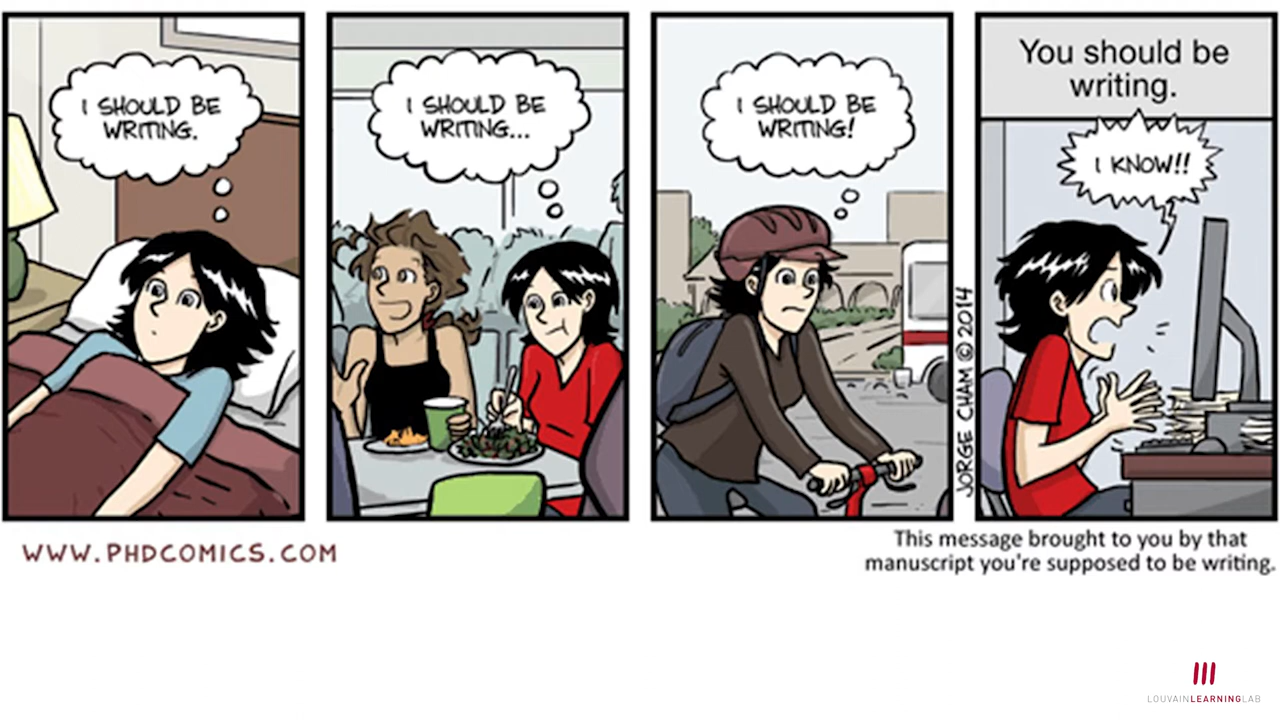 I SHOULD BE
WRITING.
I SHOULD BE
WRITING...
I SHOULD BE
WRITING!
You should be
writing.
I KNOW!!
JORGE CHAM © 2014
WWW.PHDCOMICS.COM
This message brought to you by that
manuscript you're supposed to be writing.
LOUVAINLEARNINGLAB